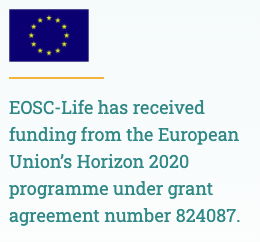 EOSC-Life has received
funding from the European
Union’s Horizon 2020
programme under grant
agreement number 824087.